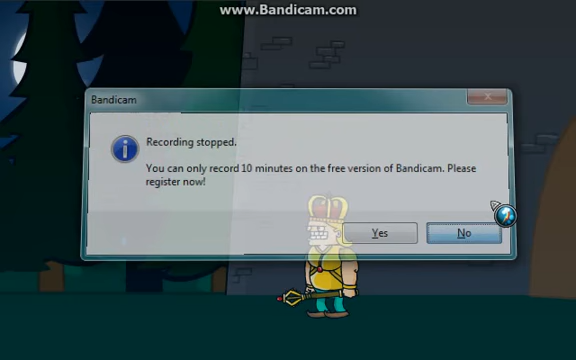 www.Bandicam.com
Bandicam
Recording stopped.
You can only record 10 minutes on the free version of Bandicam. Please
register now!
Yes
No